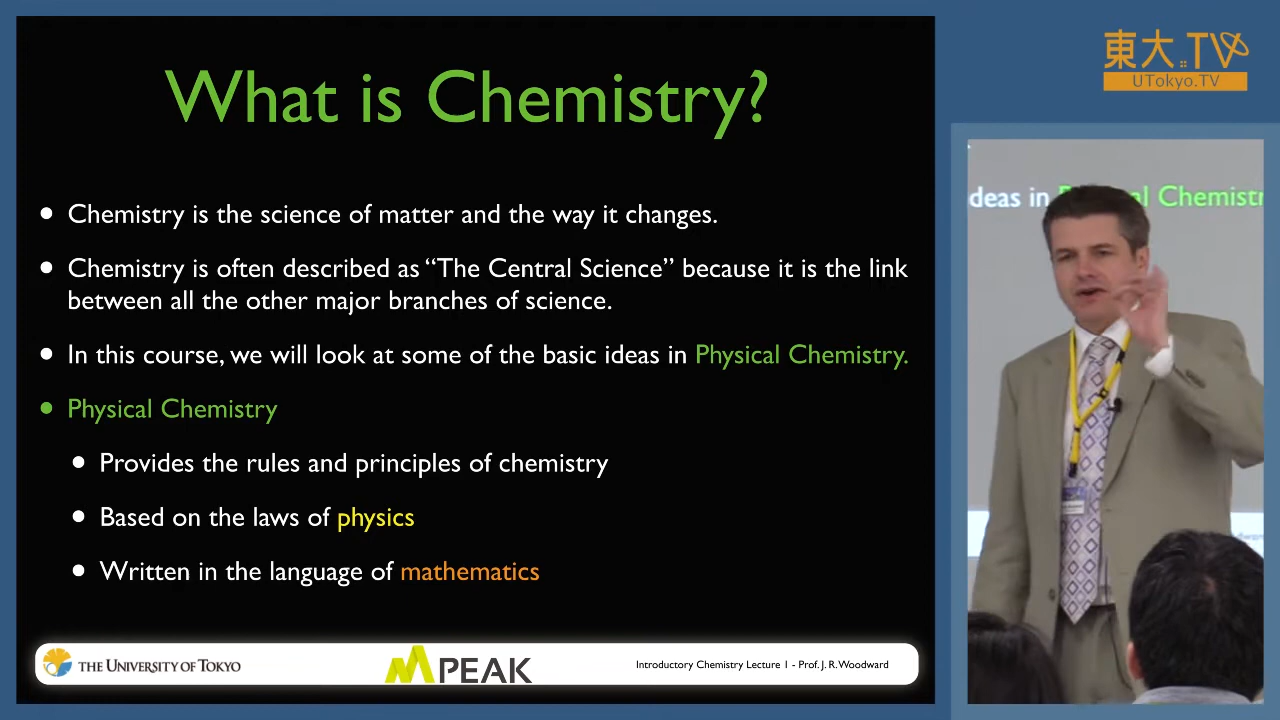 What is Chemistry?
• Chemistry is the science of matter and the way it changes.
• Chemistry is often described as “The Central Science” because it is the link
between all the other major branches of science.
• In this course, we will look at some of the basic ideas in Physical Chemistry.
• Physical Chemistry
• Provides the rules and principles of chemistry
• Based on the laws of physics
• Written in the language of mathematics
THE UNIVERSITY OF TOKYO
PEAK
Introductory Chemistry Lecture 1 - Prof. J. R. Woodward
東大.TV
UTokyo.TV
deas in Chemistr